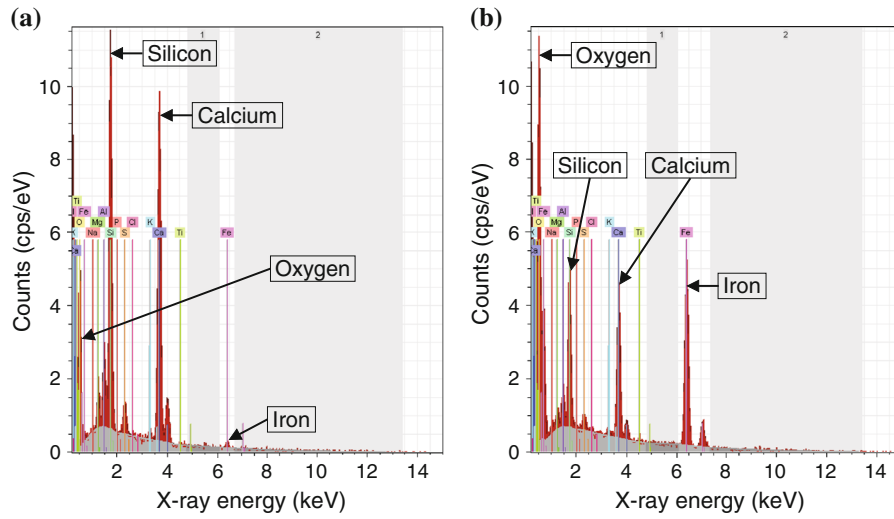 (a)
1
2
Silicon
Calcium
Oxygen
Iron
Ti
Fe
Al
O
Mg
P
Cl
K
Ti
Na
Si
S
Ca
Fe
Counts (cps/eV)
10
8
6
4
2
0
2
4
6
8
10
12
14
X-ray energy (keV)
(b)
1
2
Oxygen
Silicon
Calcium
Iron
Ti
Fe
Al
O
Mg
P
Cl
K
Ti
Na
Si
S
Ca
Fe
Counts (cps/eV)
10
8
6
4
2
0
2
4
6
8
10
12
14
X-ray energy (keV)